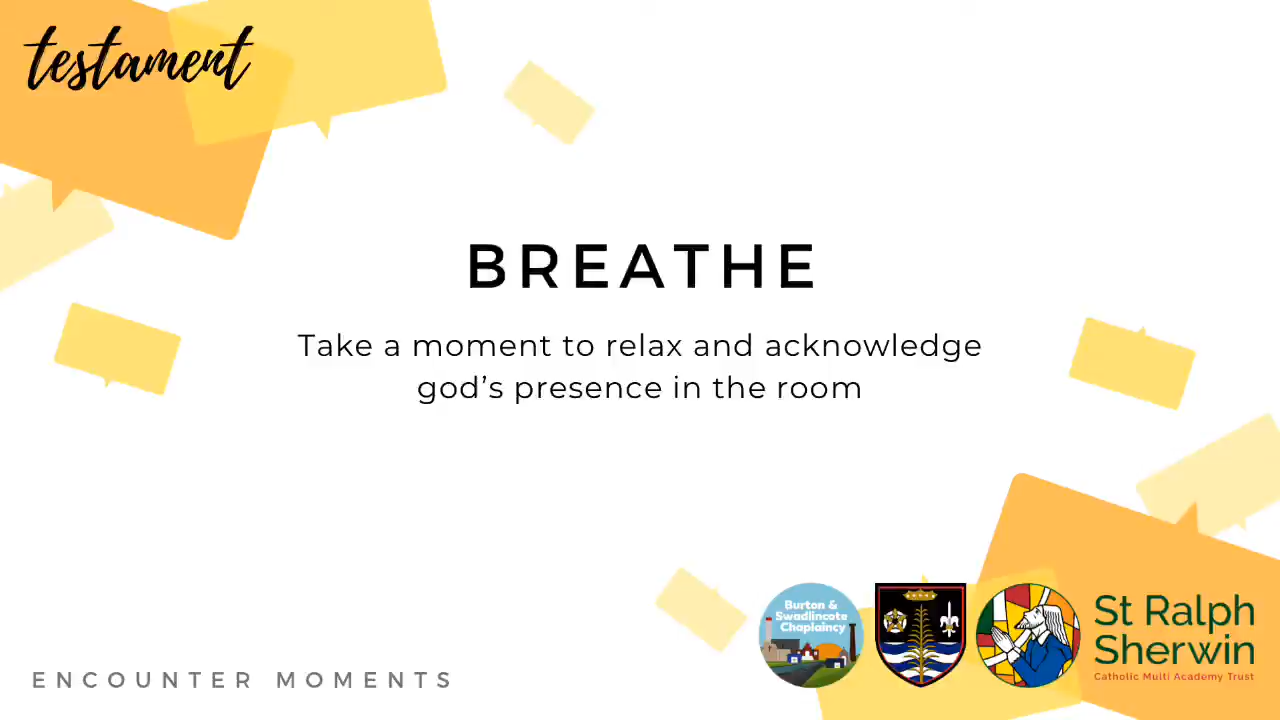 testament
BREATHE
Take a moment to relax and acknowledge
god's presence in the room
Burton &
Swadlincote
Chaplaincy
St Ralph
Sherwin
Catholic Multi Academy Trust
ENCOUNTER MOMENTS